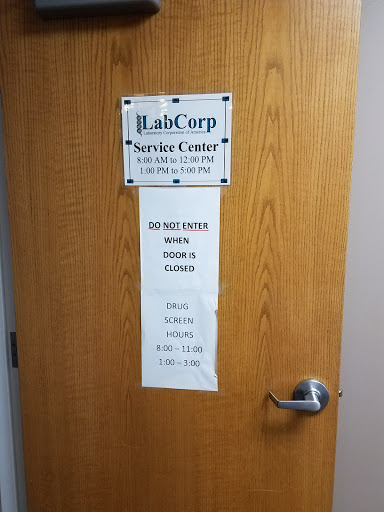 LabCorp
Laboratory Corporation of America
Service Center
8:00 AM to 12:00 PM
1:00 PM to 5:00 PM
DO NOT ENTER
WHEN
DOOR IS
CLOSED
DRUG
SCREEN
HOURS
8:00 – 11:00
1:00 – 3:00